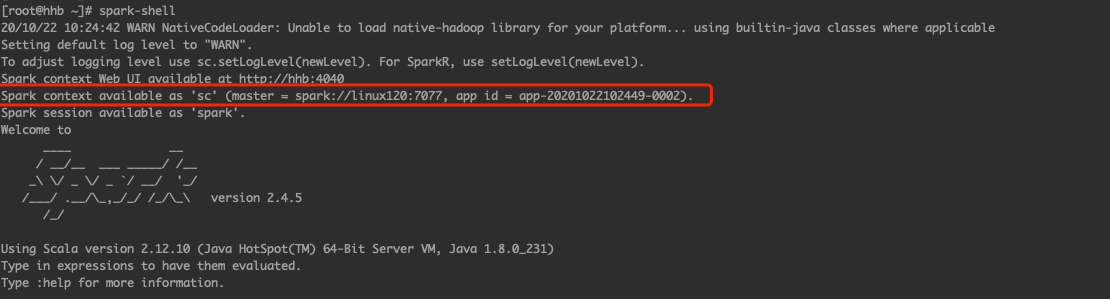 [root@hhb ~]# spark-shell
20/10/22 10:24:42 WARN NativeCodeLoader: Unable to load native-hadoop library for your platform... using builtin-java classes where applicable
Setting default log level to "WARN".
To adjust logging level use sc.setLogLevel(newLevel). For SparkR, use setLogLevel(newLevel).
Spark context Web UI available at http://hhb:4040
Spark context available as 'sc' (master = spark://linux120:7077, app id = app-20201022102449-0002).
Spark session available as 'spark'.
Welcome to
      ____              __
     / __/__  ___ _____/ /__
    _\ \/ _ \/ _ `/ __/  '_/
   /___/ .__/\_,_/_/ /_/\_\   version 2.4.5
      /_/
Using Scala version 2.12.10 (Java HotSpot(TM) 64-Bit Server VM, Java 1.8.0_231)
Type in expressions to have them evaluated.
Type :help for more information.